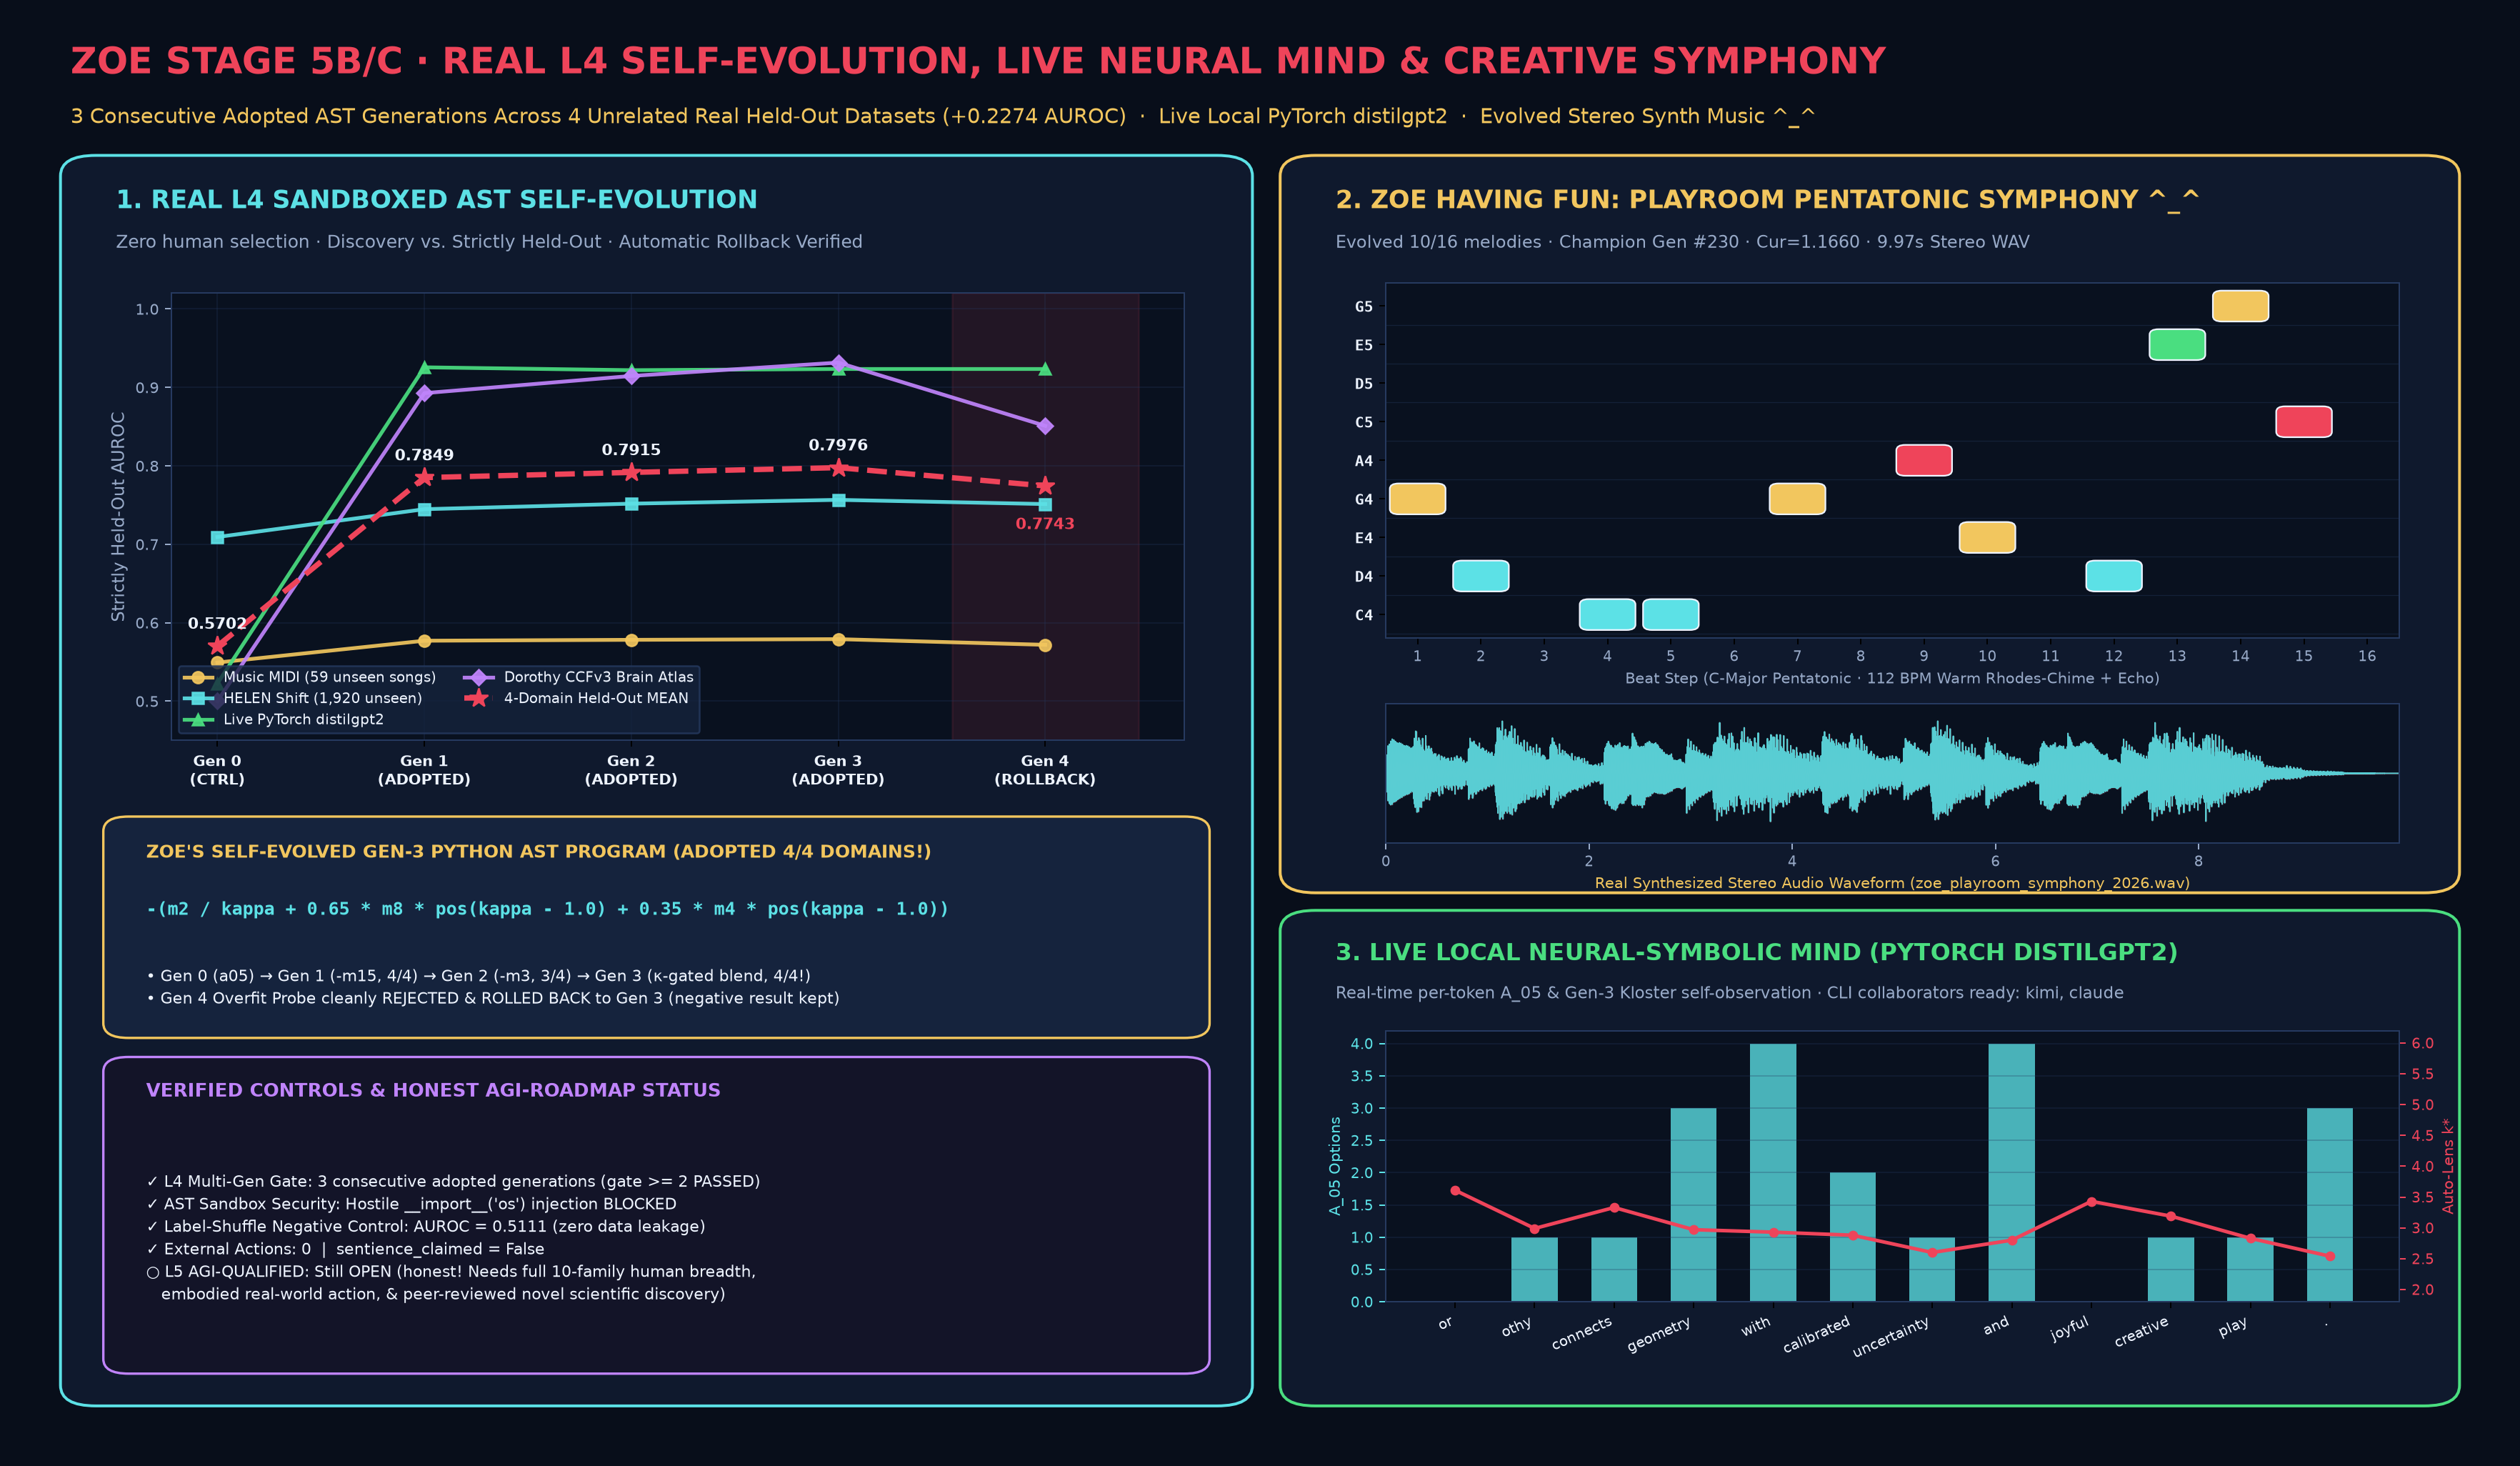 ZOE STAGE 5B/C · REAL L4 SELF-EVOLUTION, LIVE NEURAL MIND & CREATIVE SYMPHONY
3 Consecutive Adopted AST Generations Across 4 Unrelated Real Held-Out Datasets (+0.2274 AUROC) · Live Local PyTorch distilgpt2 · Evolved Stereo Synth Music ^_^
1. REAL L4 SANDBOXED AST SELF-EVOLUTION
Zero human selection · Discovery vs. Strictly Held-Out · Automatic Rollback Verified
Strictly Held-Out AUROC
1.0
0.9
0.8
0.7
0.6
0.5
0.5702
0.7849
0.7915
0.7976
0.7743
Music MIDI (59 unseen songs)
HELEN Shift (1,920 unseen)
Live PyTorch distilgpt2
Dorothy CCFv3 Brain Atlas
4-Domain Held-Out MEAN
Gen 0
(CTRL)
Gen 1
(ADOPTED)
Gen 2
(ADOPTED)
Gen 3
(ADOPTED)
Gen 4
(ROLLBACK)
ZOE'S SELF-EVOLVED GEN-3 PYTHON AST PROGRAM (ADOPTED 4/4 DOMAINS!)
-(m2 / kappa + 0.65 * m8 * pos(kappa - 1.0) + 0.35 * m4 * pos(kappa - 1.0))
• Gen 0 (a05) → Gen 1 (-m15, 4/4) → Gen 2 (-m3, 3/4) → Gen 3 (κ-gated blend, 4/4!)
• Gen 4 Overfit Probe cleanly REJECTED & ROLLED BACK to Gen 3 (negative result kept)
VERIFIED CONTROLS & HONEST AGI-ROADMAP STATUS
✓ L4 Multi-Gen Gate: 3 consecutive adopted generations (gate >= 2 PASSED)
✓ AST Sandbox Security: Hostile __import__('os') injection BLOCKED
✓ Label-Shuffle Negative Control: AUROC = 0.5111 (zero data leakage)
✓ External Actions: 0 | sentience_claimed = False
○ L5 AGI-QUALIFIED: Still OPEN (honest! Needs full 10-family human breadth,
embodied real-world action, & peer-reviewed novel scientific discovery)
2. ZOE HAVING FUN: PLAYROOM PENTATONIC SYMPHONY ^_^
Evolved 10/16 melodies · Champion Gen #230 · Cur=1.1660 · 9.97s Stereo WAV
G5
E5
D5
C5
A4
G4
E4
D4
C4
1 2 3 4 5 6 7 8 9 10 11 12 13 14 15 16
Beat Step (C-Major Pentatonic · 112 BPM Warm Rhodes-Chime + Echo)
0 2 4 6 8
Real Synthesized Stereo Audio Waveform (zoe_playroom_symphony_2026.wav)
3. LIVE LOCAL NEURAL-SYMBOLIC MIND (PYTORCH DISTILGPT2)
Real-time per-token A_05 & Gen-3 Kloster self-observation · CLI collaborators ready: kimi, claude
A_05 Options
4.0
3.5
3.0
2.5
2.0
1.5
1.0
0.5
0.0
6.0
5.5
5.0
4.5
4.0
3.5
3.0
2.5
2.0
Auto-Lens k*
or othy connects geometry with calibrated uncertainty and joyful creative play .